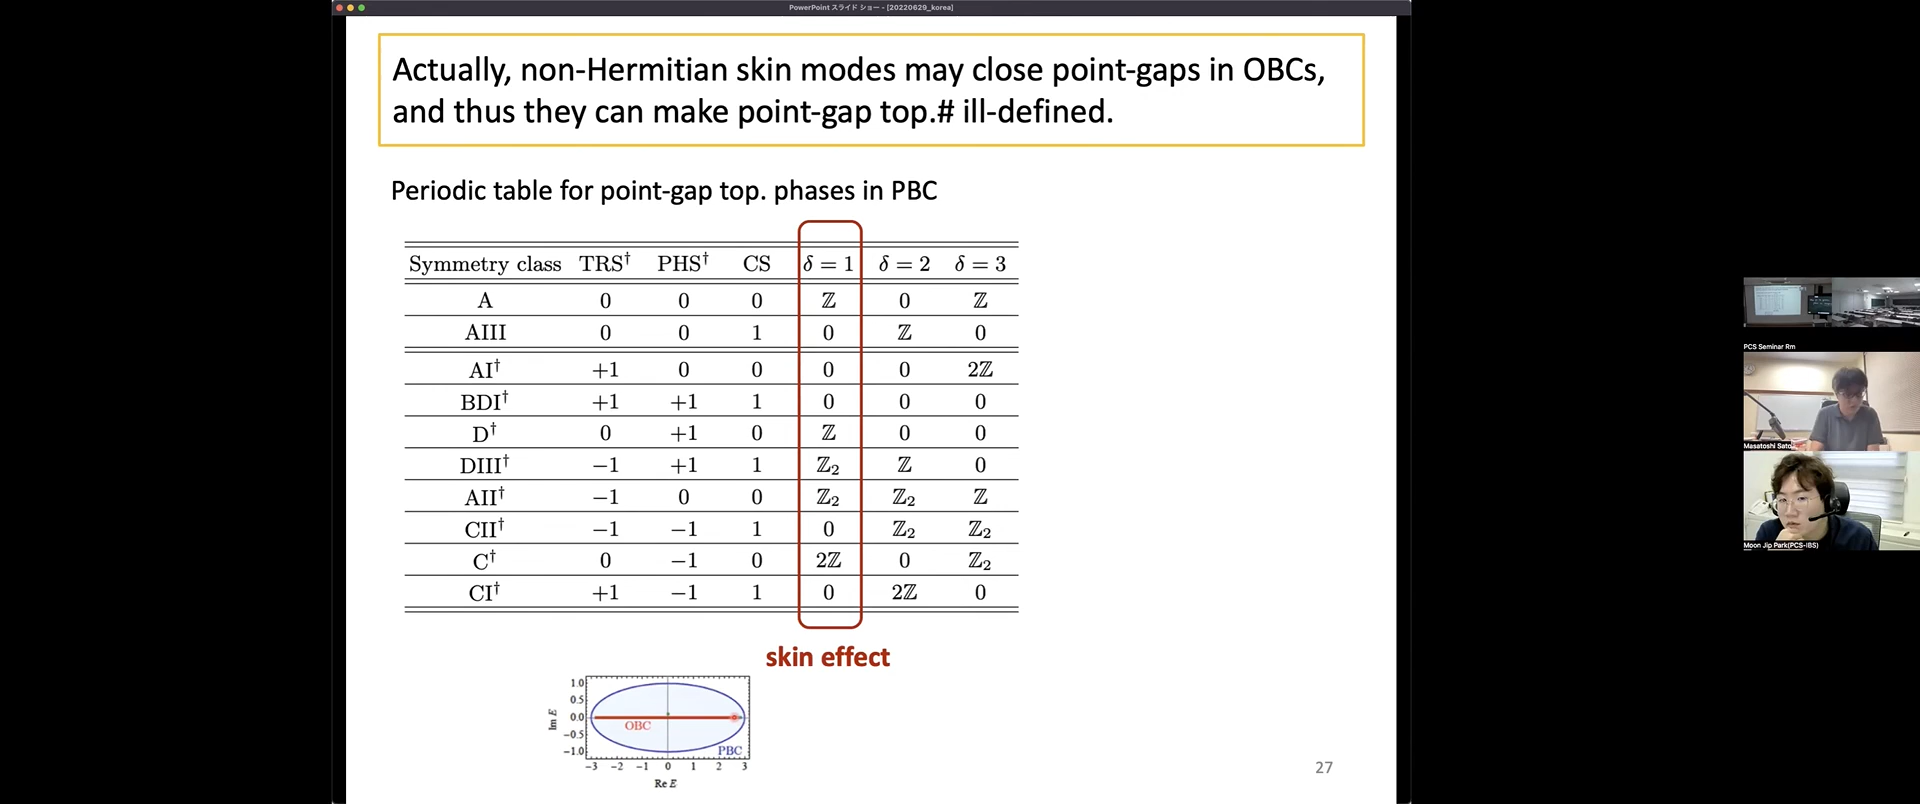 PowerPoint スライド ショー - [20220629_korea]
Actually, non-Hermitian skin modes may close point-gaps in OBCs,
and thus they can make point-gap top.# ill-defined.
Periodic table for point-gap top. phases in PBC
Symmetry class TRS† PHS† CS δ = 1 δ = 2 δ = 3
A 0 0 0 ℤ 0 ℤ
AIII 0 0 1 0 ℤ 0
AI† +1 0 0 0 0 2ℤ
BDI† +1 +1 1 0 0 0
D† 0 +1 0 ℤ 0 0
DIII† −1 +1 1 ℤ₂ ℤ 0
AII† −1 0 0 ℤ₂ ℤ₂ ℤ
CII† −1 −1 1 0 ℤ₂ ℤ₂
C† 0 −1 0 2ℤ 0 ℤ₂
CI† +1 −1 1 0 2ℤ 0
skin effect
1.0
0.5
0.0
−0.5
−1.0
Im E
OBC
PBC
−3 −2 −1 0 1 2 3
Re E
27
PCS Seminar Rm
Masatoshi Sato
Moon Jip Park(PCS-IBS)